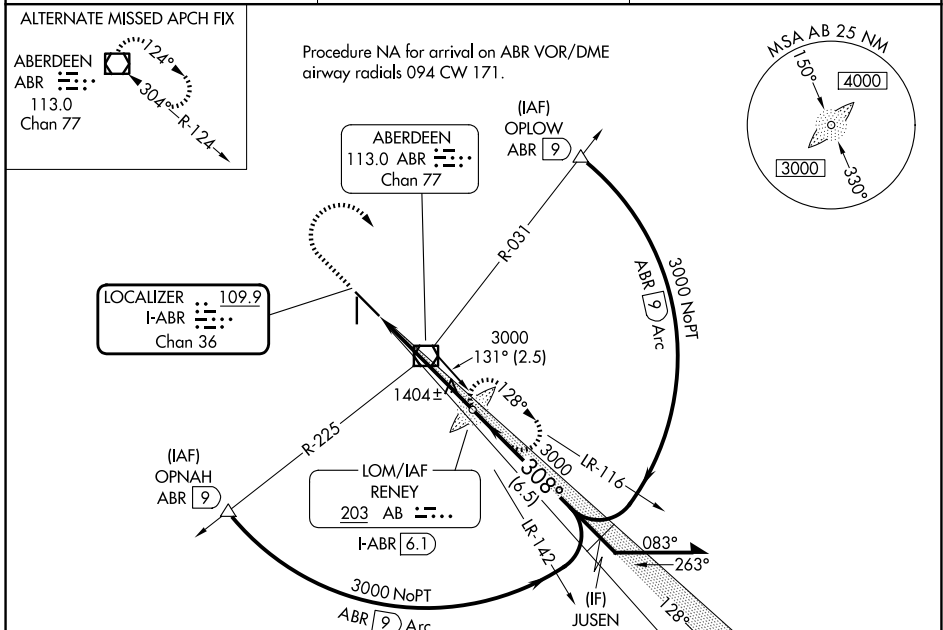 ALTERNATE MISSED APCH FIX
ABERDEEN
ABR
113.0
Chan 77
124°
304°
R-124
Procedure NA for arrival on ABR VOR/DME
airway radials 094 CW 171.
MSA AB 25 NM
150°
4000
3000
330°
(IAF)
OPLOW
ABR 9
ABERDEEN
113.0 ABR
Chan 77
R-031
3000 NoPT
ABR 9 Arc
LOCALIZER 109.9
I-ABR
Chan 36
3000
131° (2.5)
1404±
128°
R-225
3000
LR-116
308°
(6.5)
(IAF)
OPNAH
ABR 9
LOM/IAF
RENEY
203 AB
I-ABR 6.1
LR-142
083°
263°
3000 NoPT
ABR 9 Arc
(IF)
JUSEN
128°